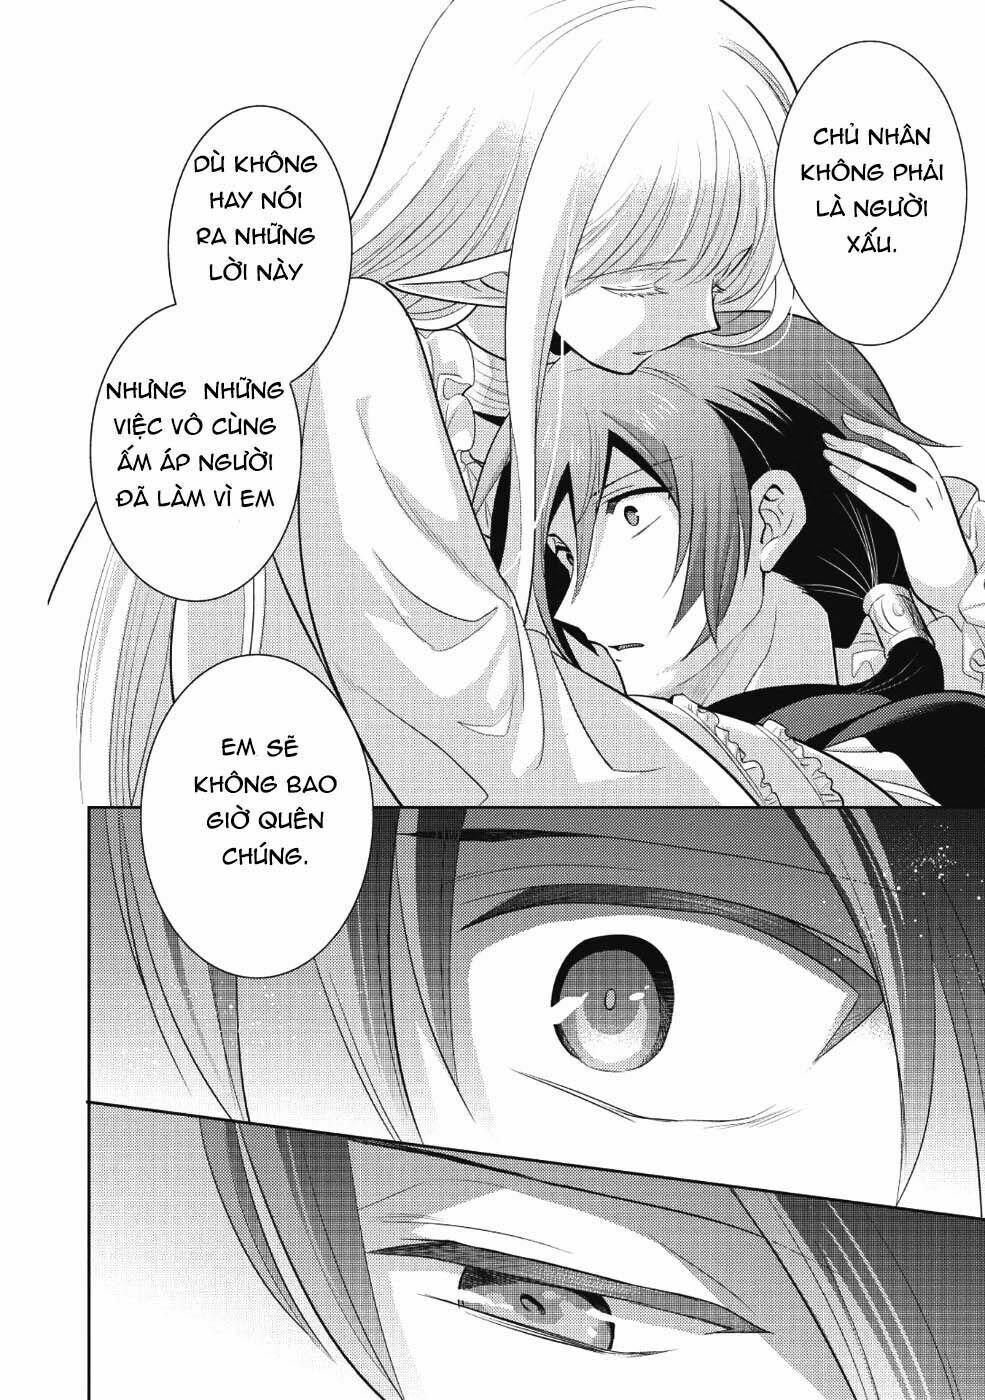 CHỦ NHÂN
KHÔNG PHẢI
LÀ NGƯỜI
XẤU.
DÙ KHÔNG
HAY NÓI
RA NHỮNG
LỜI NÀY
NHƯNG NHỮNG
VIỆC VÔ CÙNG
ẤM ÁP NGƯỜI
ĐÃ LÀM VÌ EM
EM SẼ
KHÔNG BAO
GIỜ QUÊN
CHÚNG.